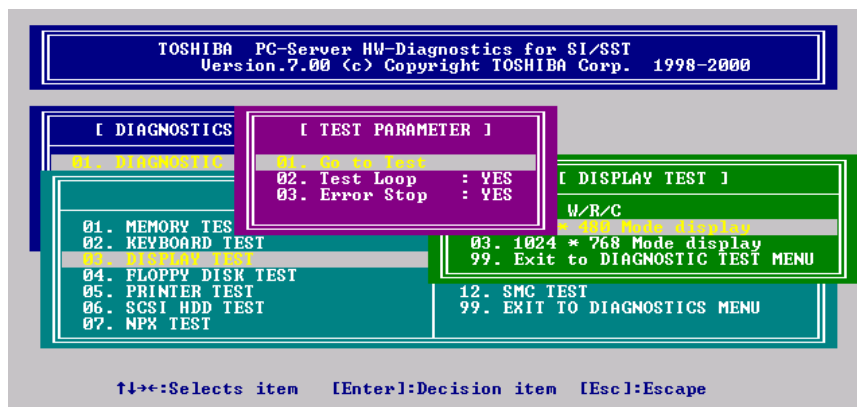 TOSHIBA PC-Server HW-Diagnostics for SI/SST
Version.7.00 (c) Copyright TOSHIBA Corp. 1998-2000
[ DIAGNOSTICS
01. DIAGNOSTIC
[ TEST PARAMETER ]
01. Go to Test
02. Test Loop : YES
03. Error Stop : YES
[ DISPLAY TEST ]
W/R/C
* 480 Mode display
03. 1024 * 768 Mode display
99. Exit to DIAGNOSTIC TEST MENU
01. MEMORY TES
02. KEYBOARD TEST
03. DISPLAY TEST
04. FLOPPY DISK TEST
05. PRINTER TEST
06. SCSI HDD TEST
07. NPX TEST
12. SMC TEST
99. EXIT TO DIAGNOSTICS MENU
↑↓→←:Selects item [Enter]:Decision item [Esc]:Escape